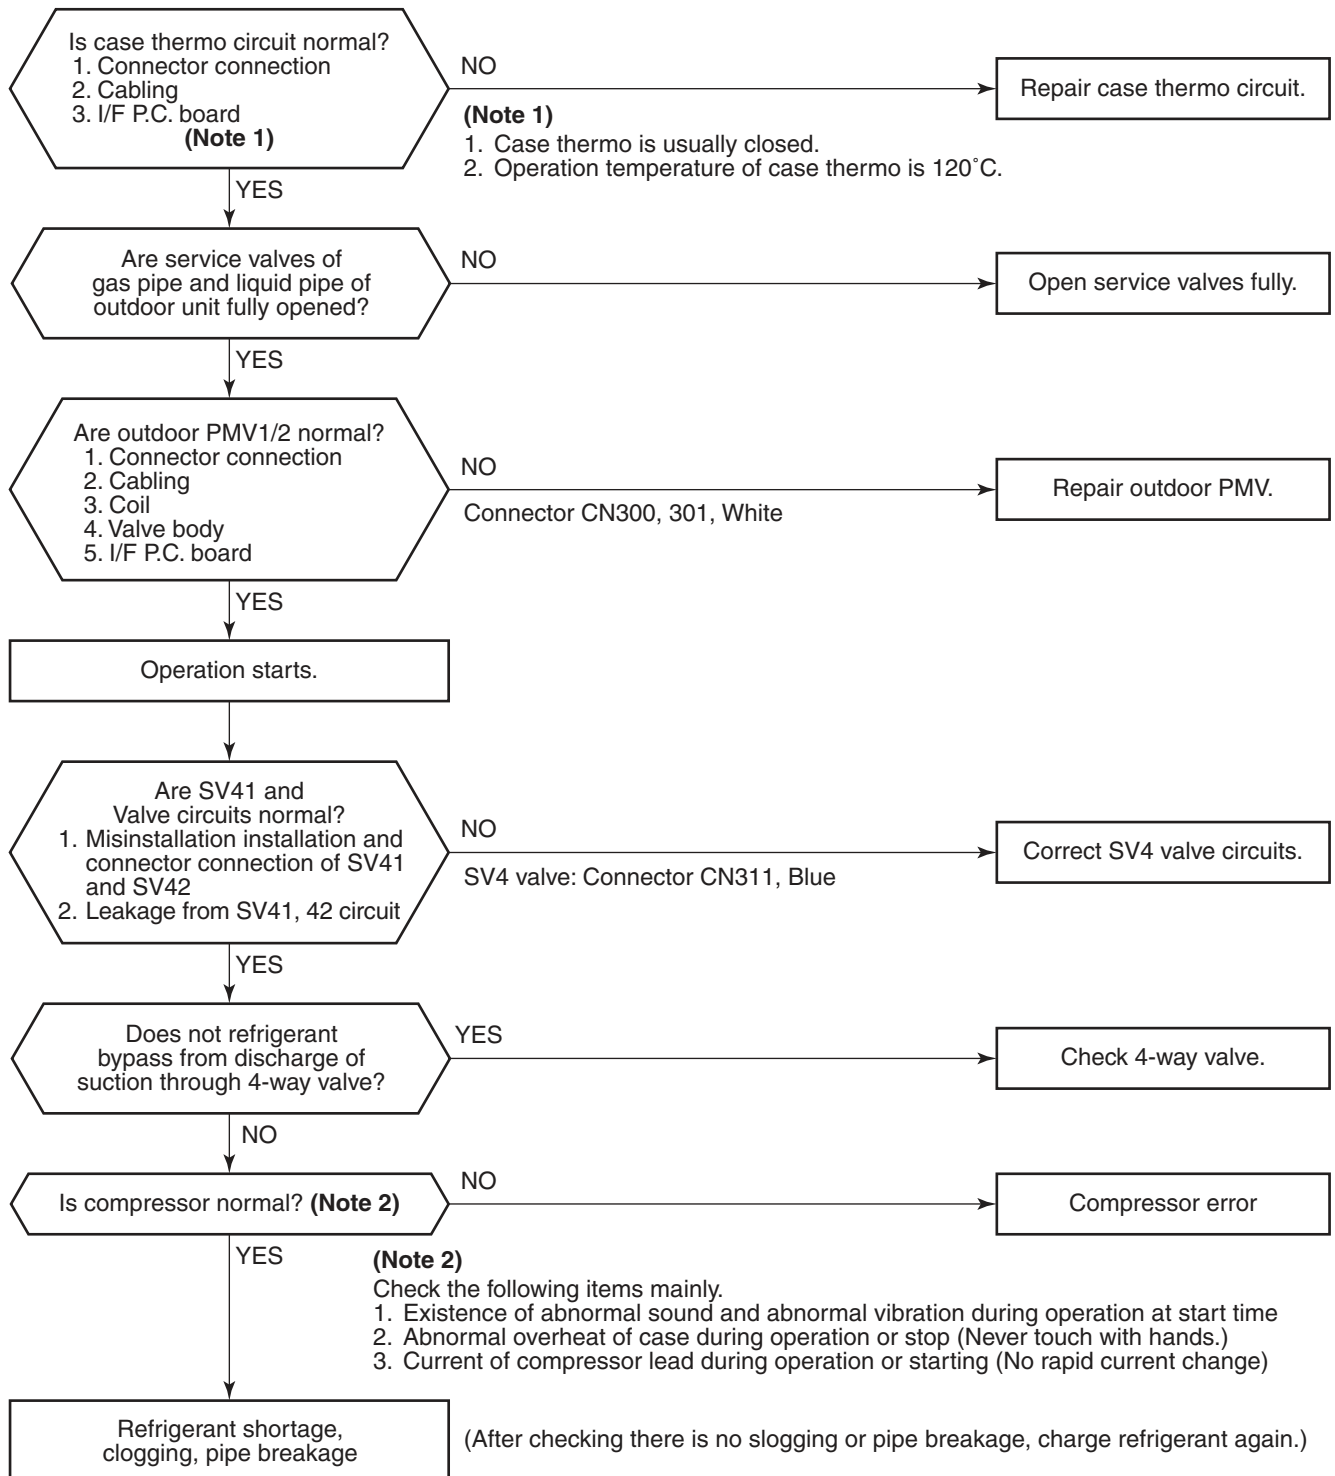 Is case thermo circuit normal?
1. Connector connection
2. Cabling
3. I/F P.C. board
(Note 1)
NO
Repair case thermo circuit.
(Note 1)
1. Case thermo is usually closed.
2. Operation temperature of case thermo is 120˚C.
YES
Are service valves of
gas pipe and liquid pipe of
outdoor unit fully opened?
NO
Open service valves fully.
YES
Are outdoor PMV1/2 normal?
1. Connector connection
2. Cabling
3. Coil
4. Valve body
5. I/F P.C. board
NO
Connector CN300, 301, White
Repair outdoor PMV.
YES
Operation starts.
Are SV41 and
Valve circuits normal?
1. Misinstallation installation and
connector connection of SV41
and SV42
2. Leakage from SV41, 42 circuit
NO
SV4 valve: Connector CN311, Blue
Correct SV4 valve circuits.
YES
Does not refrigerant
bypass from discharge of
suction through 4-way valve?
YES
Check 4-way valve.
NO
Is compressor normal? (Note 2)
NO
Compressor error
YES
(Note 2)
Check the following items mainly.
1. Existence of abnormal sound and abnormal vibration during operation at start time
2. Abnormal overheat of case during operation or stop (Never touch with hands.)
3. Current of compressor lead during operation or starting (No rapid current change)
Refrigerant shortage,
clogging, pipe breakage
(After checking there is no slogging or pipe breakage, charge refrigerant again.)